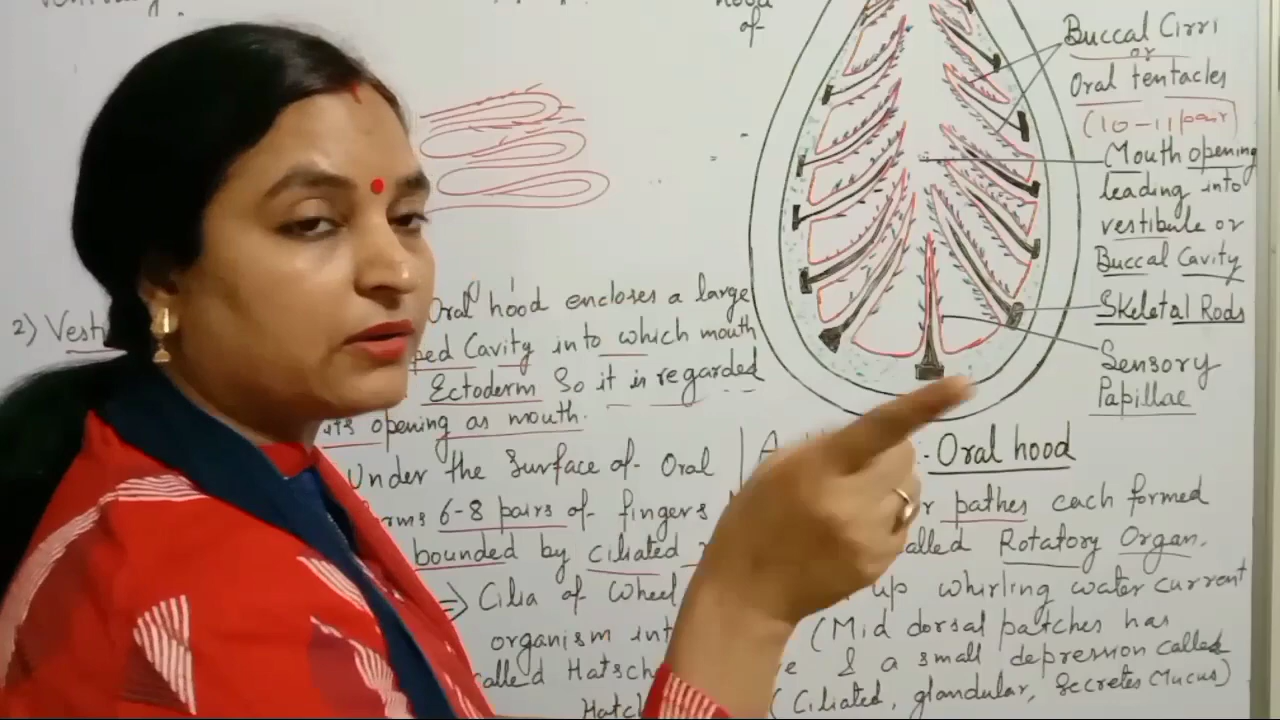 hood
of-
Buccal Cirri
or
Oral tentacles
(10-11 pair)
Mouth opening
leading into
vestibule or
Buccal Cavity
Skeletal Rods
Sensory
Papillae
2) Vest
Oral hood encloses a large
ped Cavity into which mouth
Ectoderm So it is regarded
its opening as mouth.
Oral hood
Under the surface of- Oral
rms 6-8 pairs of- fingers r pathes each formed
bounded by ciliated alled Rotatory Organ.
=> Cilia of wheel up whirling water current
organism int (Mid dorsal patches has
called Hatsch e & a small depression called
Hatc (Ciliated, glandular, Secretes Mucus)